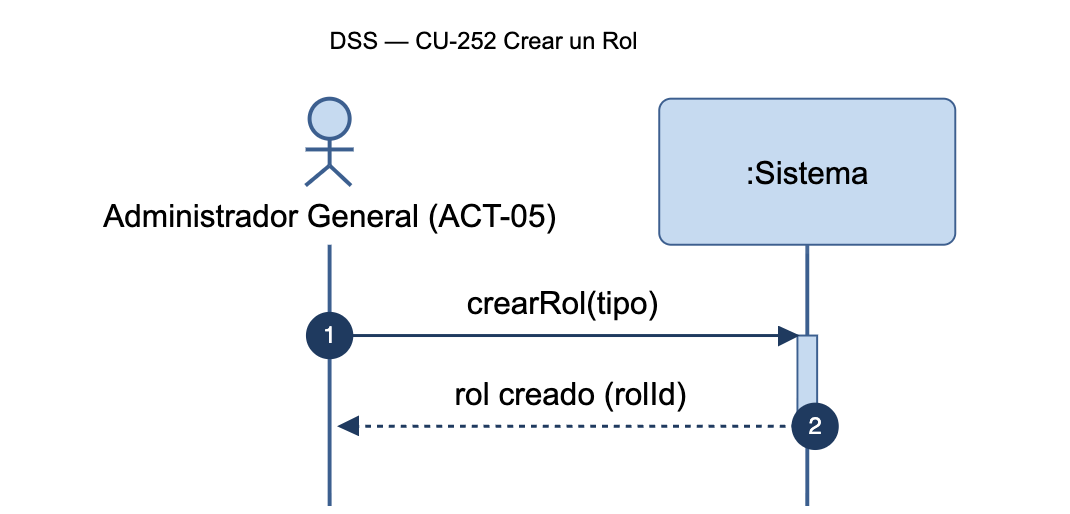 DSS — CU-252 Crear un Rol
:Sistema
Administrador General (ACT-05)
crearRol(tipo)
1
rol creado (rolId)
2